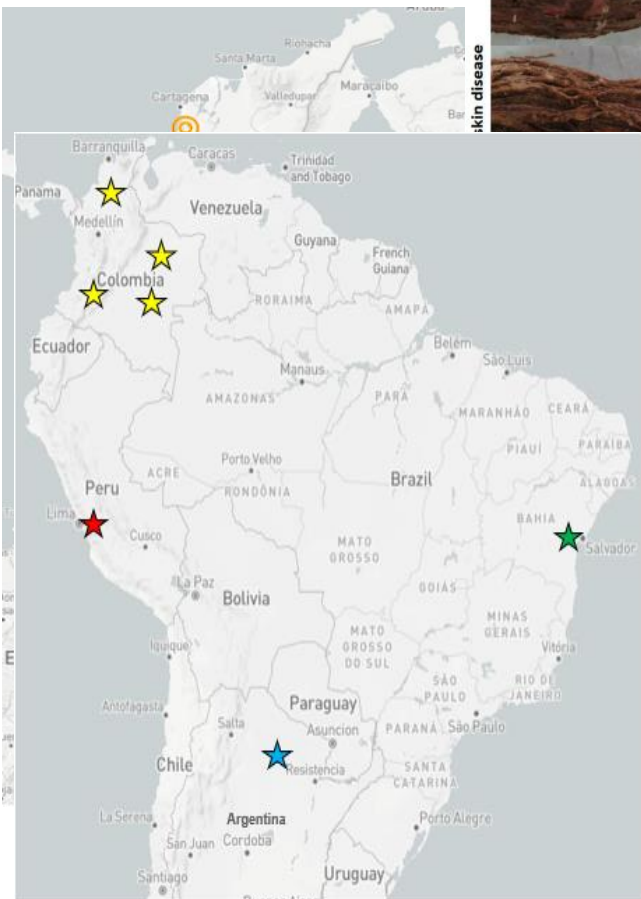 Riohacha
Santa Marta
Cartagena
Valledupar
Maracaibo
skin disease
Barranquilla
Caracas
Trinidad
and Tobago
Panama
Venezuela
Medellín
Guyana
French
Guiana
Colombia
RORAIMA
AMAPÁ
Ecuador
Belém
São Luis
Manaus
AMAZONAS
PARÁ
MARANHÃO
CEARÁ
PIAUÍ
PARAÍBA
Porto Velho
ACRE
Brazil
ALAGOAS
Peru
RONDÔNIA
Lima
BAHIA
Cusco
Salvador
MATO
GROSSO
GOIÁS
La Paz
Bolivia
MINAS
GERAIS
MATO
GROSSO
DO SUL
Iquique
Vitória
SÃO
PAULO
RIO DE
JANEIRO
Paraguay
Antofagasta
Salta
Asuncion
PARANÁ
São Paulo
Chile
Resistencia
SANTA
CATARINA
La Serena
Argentina
Porto Alegre
San Juan
Cordoba
Santiago
Uruguay